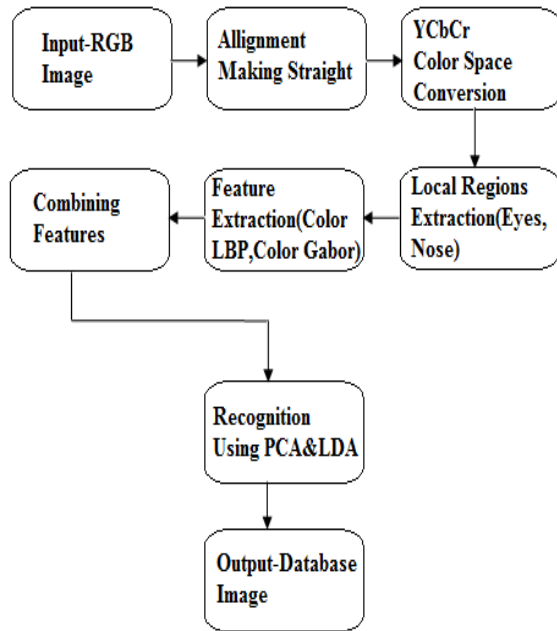 Input-RGB
Image
Allignment
Making Straight
YCbCr
Color Space
Conversion
Local Regions
Extraction(Eyes,
Nose)
Feature
Extraction(Color
LBP,Color Gabor)
Combining
Features
Recognition
Using PCA&LDA
Output-Database
Image